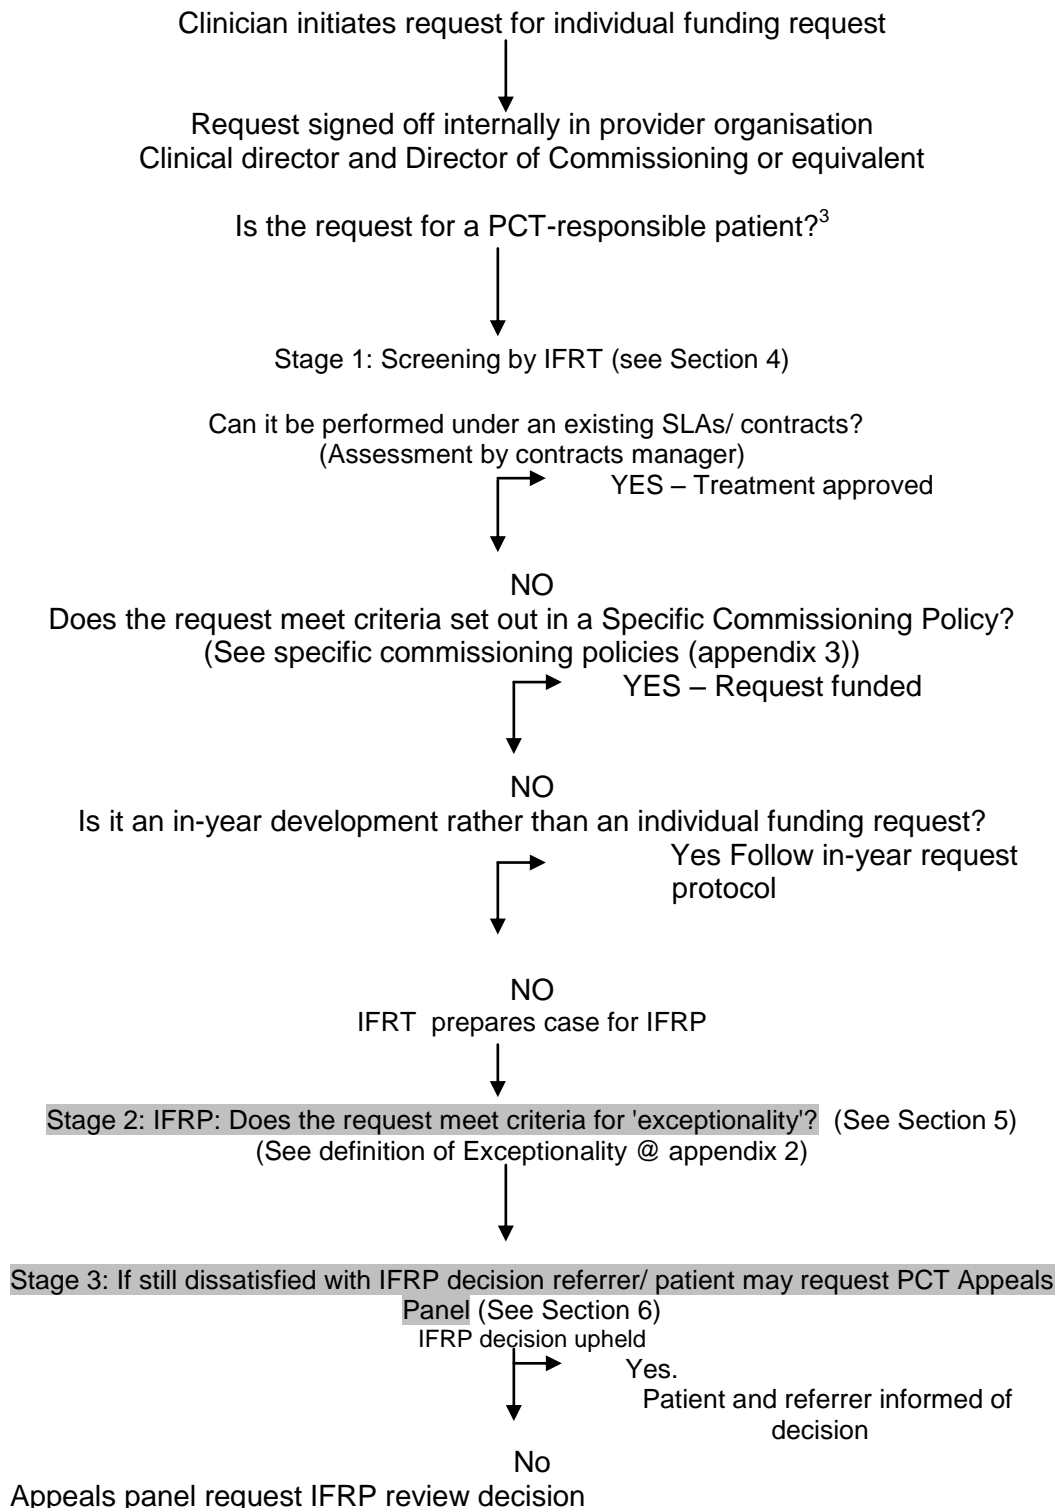 Clinician initiates request for individual funding request
Request signed off internally in provider organisation
Clinical director and Director of Commissioning or equivalent
Is the request for a PCT-responsible patient?3
Stage 1: Screening by IFRT (see Section 4)
Can it be performed under an existing SLAs/ contracts?
(Assessment by contracts manager)
YES – Treatment approved
NO
Does the request meet criteria set out in a Specific Commissioning Policy?
(See specific commissioning policies (appendix 3))
YES – Request funded
NO
Is it an in-year development rather than an individual funding request?
Yes Follow in-year request
protocol
NO
IFRT prepares case for IFRP
Stage 2: IFRP: Does the request meet criteria for 'exceptionality'? (See Section 5)
(See definition of Exceptionality @ appendix 2)
Stage 3: If still dissatisfied with IFRP decision referrer/ patient may request PCT Appeals
Panel (See Section 6)
IFRP decision upheld
Yes.
Patient and referrer informed of
decision
No
Appeals panel request IFRP review decision